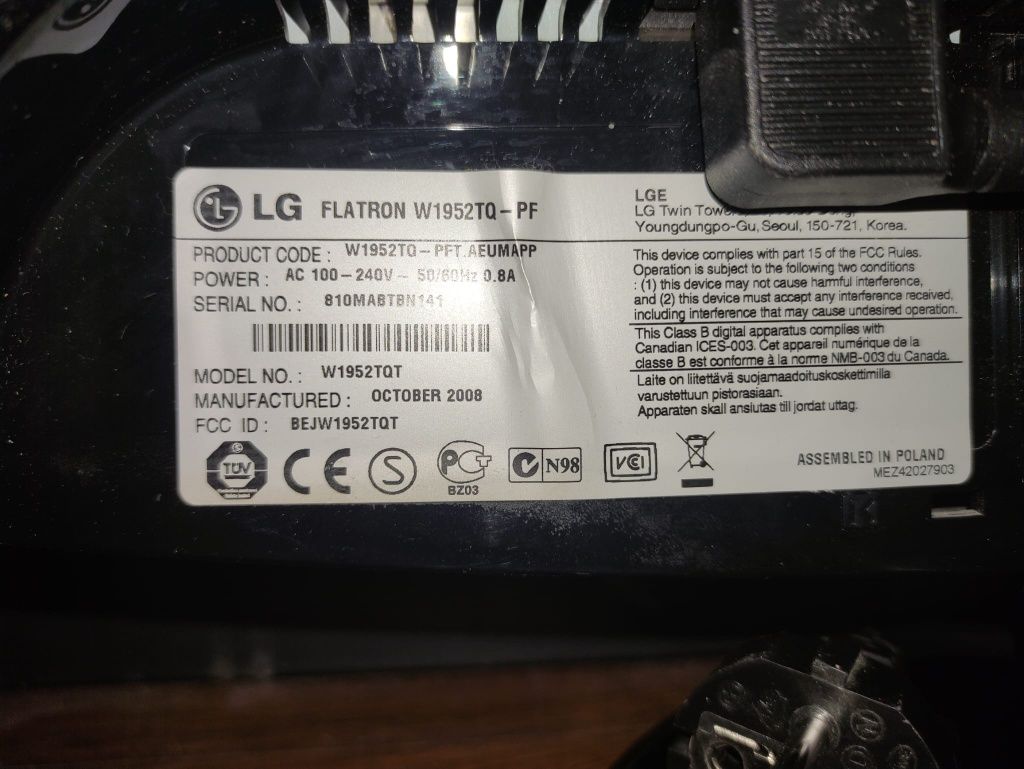 LG FLATRON W1952TQ-PF
PRODUCT CODE : W1952TQ-PFT.AEUMAPP
POWER : AC 100-240V~ 50/60Hz 0.8A
SERIAL NO. : 810MABTBN141
MODEL NO. : W1952TQT
MANUFACTURED : OCTOBER 2008
FCC ID : BEJW1952TQT
TÜV
CE
S
PCT
BZ03
N98
VCI
LGE
LG Twin
Youngdungpo-Gu, Seoul, 150-721, Korea.
This device complies with part 15 of the FCC Rules.
Operation is subject to the following two conditions
: (1) this device may not cause harmful interference,
and (2) this device must accept any interference received,
including interference that may cause undesired operation.
This Class B digital apparatus complies with
Canadian ICES-003. Cet appareil numérique de la
classe B est conforme à la norme NMB-003 du Canada.
Laite on liitettävä suojamaadoituskoskettimilla
varustettuun pistorasiaan.
Apparaten skall anslutas till jordat uttag.
ASSEMBLED IN POLAND
MEZ42027903